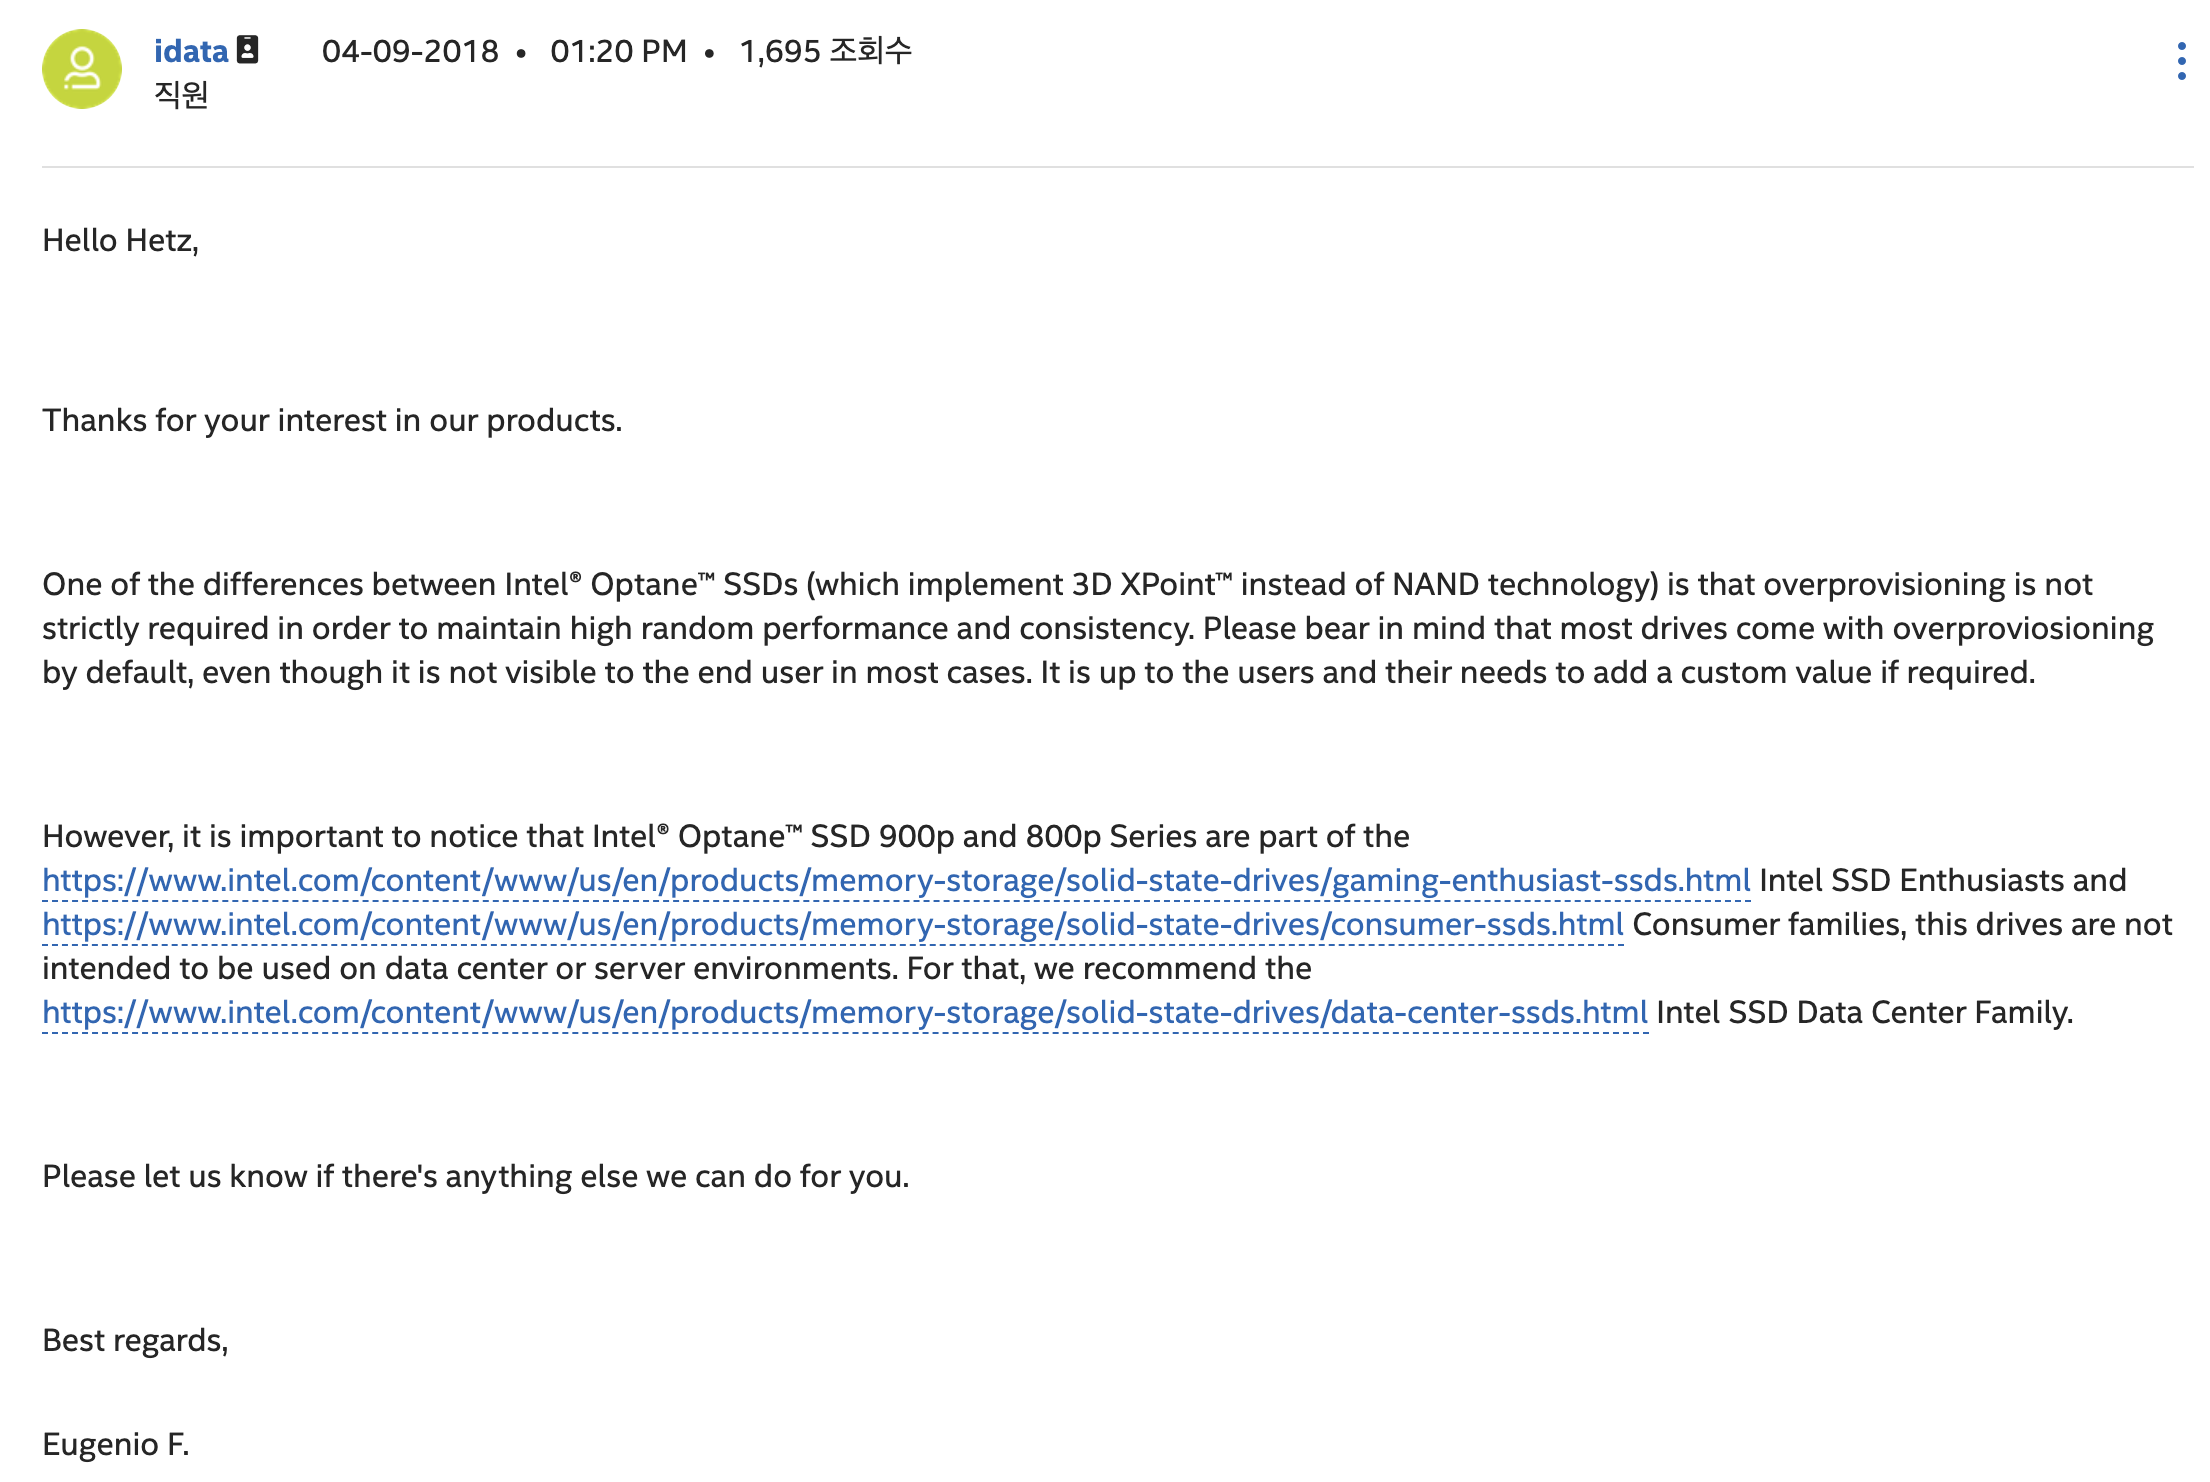 idata 04-09-2018 • 01:20 PM • 1,695 조회수
직원
Hello Hetz,
Thanks for your interest in our products.
One of the differences between Intel® Optane™ SSDs (which implement 3D XPoint™ instead of NAND technology) is that overprovisioning is not
strictly required in order to maintain high random performance and consistency. Please bear in mind that most drives come with overproviosioning
by default, even though it is not visible to the end user in most cases. It is up to the users and their needs to add a custom value if required.
However, it is important to notice that Intel® Optane™ SSD 900p and 800p Series are part of the
https://www.intel.com/content/www/us/en/products/memory-storage/solid-state-drives/gaming-enthusiast-ssds.html Intel SSD Enthusiasts and
https://www.intel.com/content/www/us/en/products/memory-storage/solid-state-drives/consumer-ssds.html Consumer families, this drives are not
intended to be used on data center or server environments. For that, we recommend the
https://www.intel.com/content/www/us/en/products/memory-storage/solid-state-drives/data-center-ssds.html Intel SSD Data Center Family.
Please let us know if there's anything else we can do for you.
Best regards,
Eugenio F.